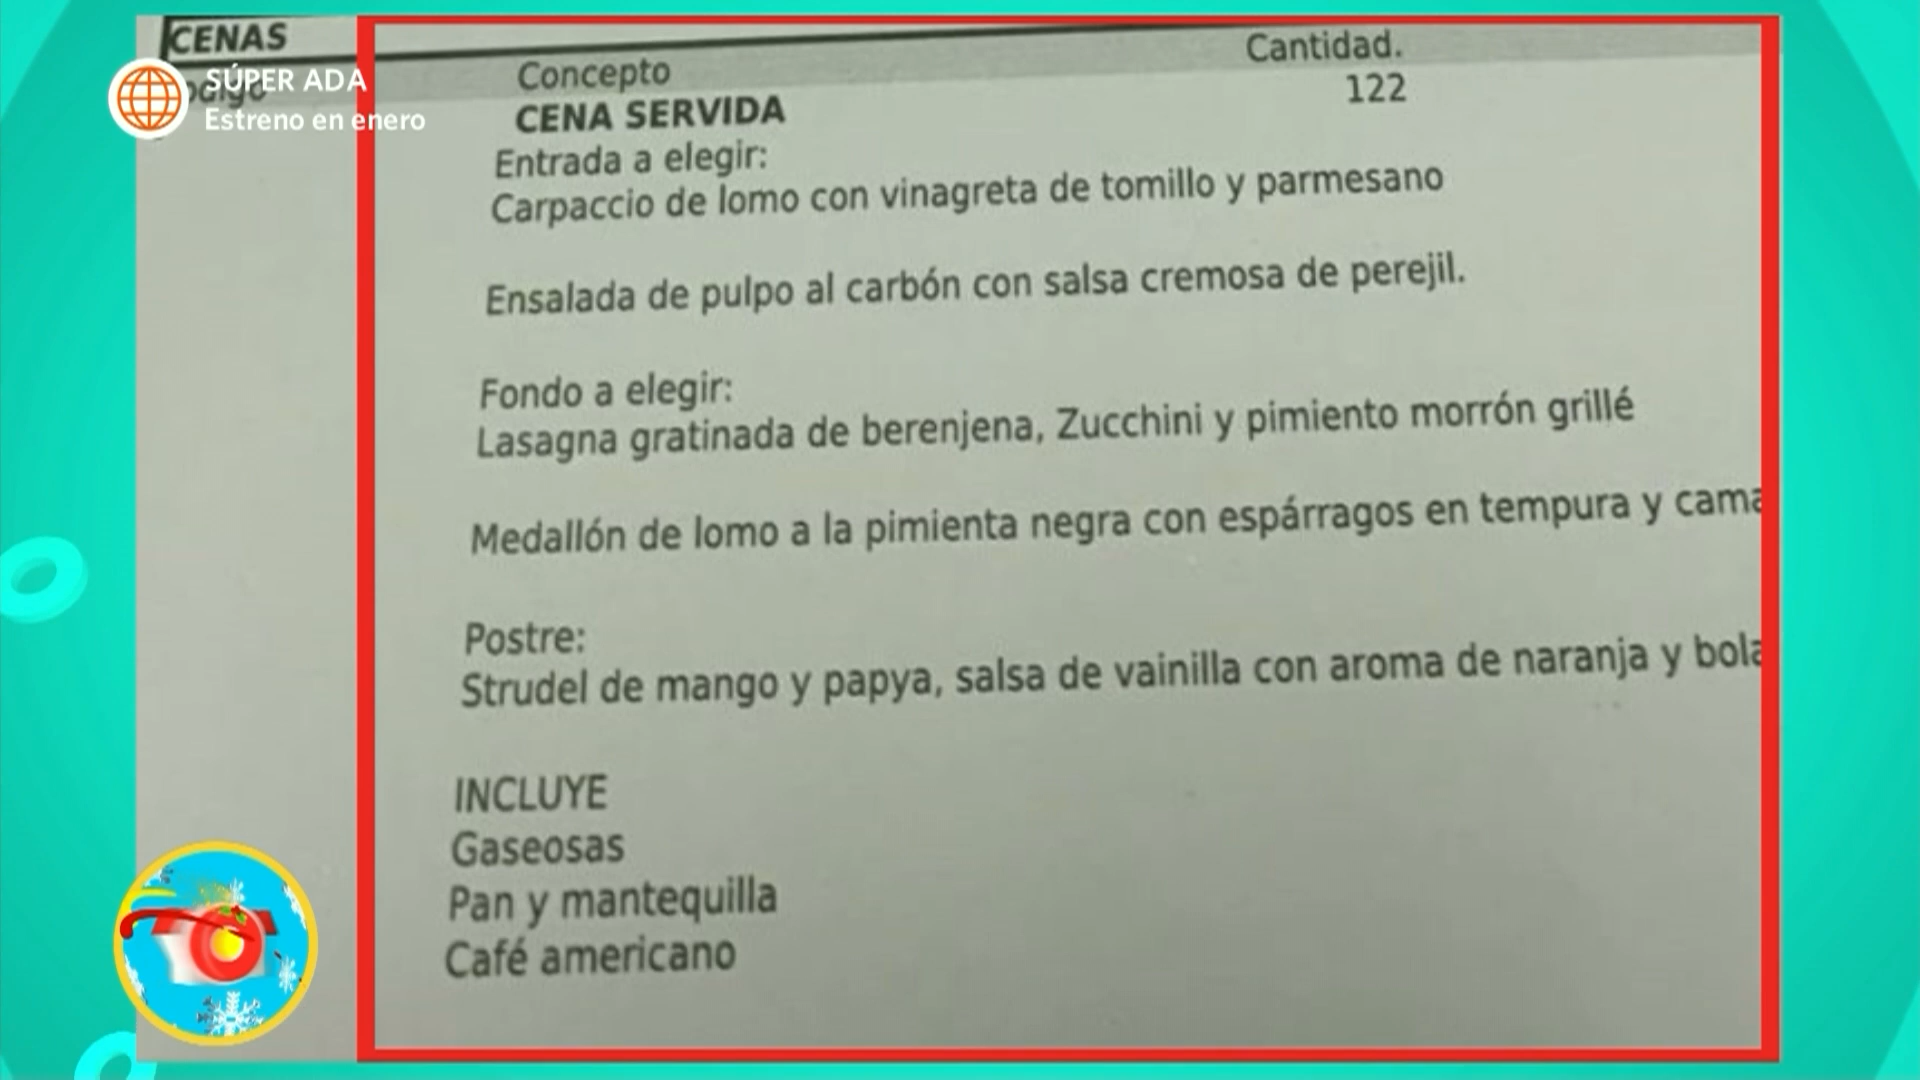 CENAS
SÚPER ADA
Estreno en enero
Concepto
Cantidad.
CENA SERVIDA
122
Entrada a elegir:
Carpaccio de lomo con vinagreta de tomillo y parmesano
Ensalada de pulpo al carbón con salsa cremosa de perejil.
Fondo a elegir:
Lasagna gratinada de berenjena, Zucchini y pimiento morrón grillé
Medallón de lomo a la pimienta negra con espárragos en tempura y cama
Postre:
Strudel de mango y papya, salsa de vainilla con aroma de naranja y bola
INCLUYE
Gaseosas
Pan y mantequilla
Café americano